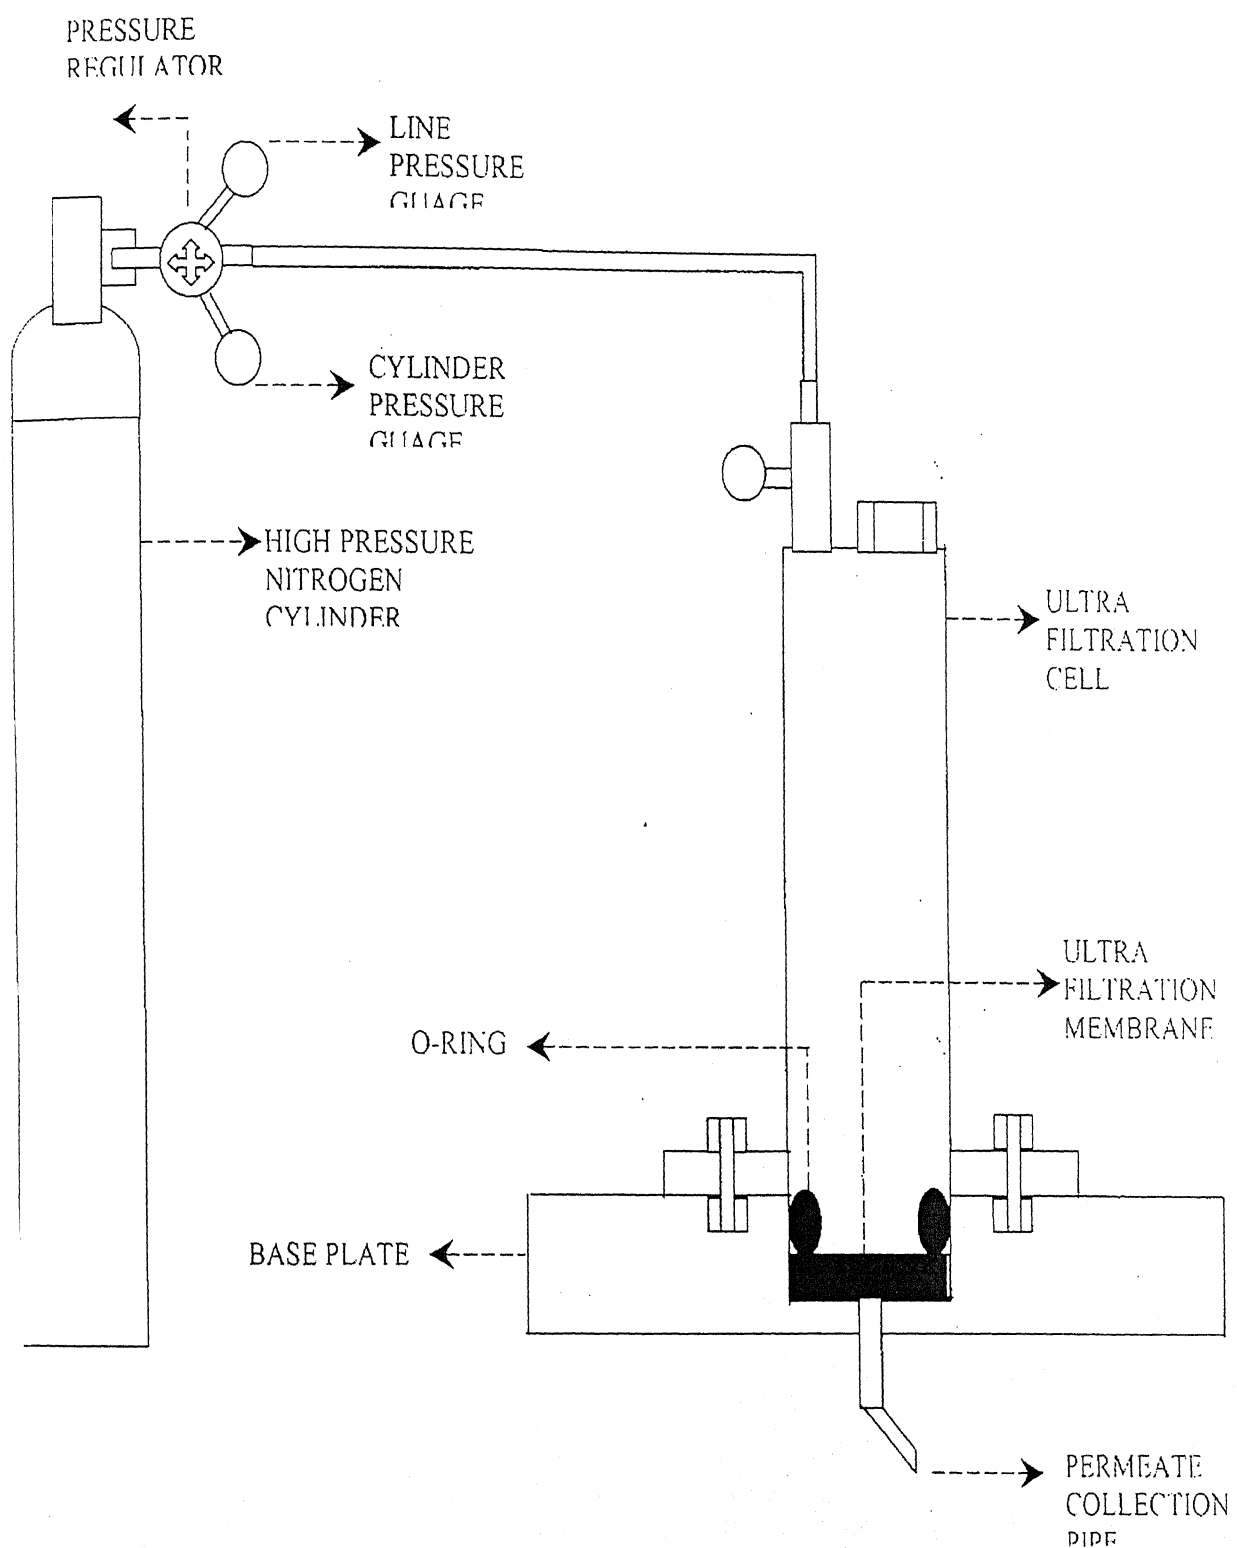 PRESSURE
REGULATOR
LINE
PRESSURE
GUAGE
CYLINDER
PRESSURE
GUAGE
HIGH PRESSURE
NITROGEN
CYLINDER
ULTRA
FILTRATION
CELL
ULTRA
FILTRATION
MEMBRANE
O-RING
BASE PLATE
PERMEATE
COLLECTION
PIPE